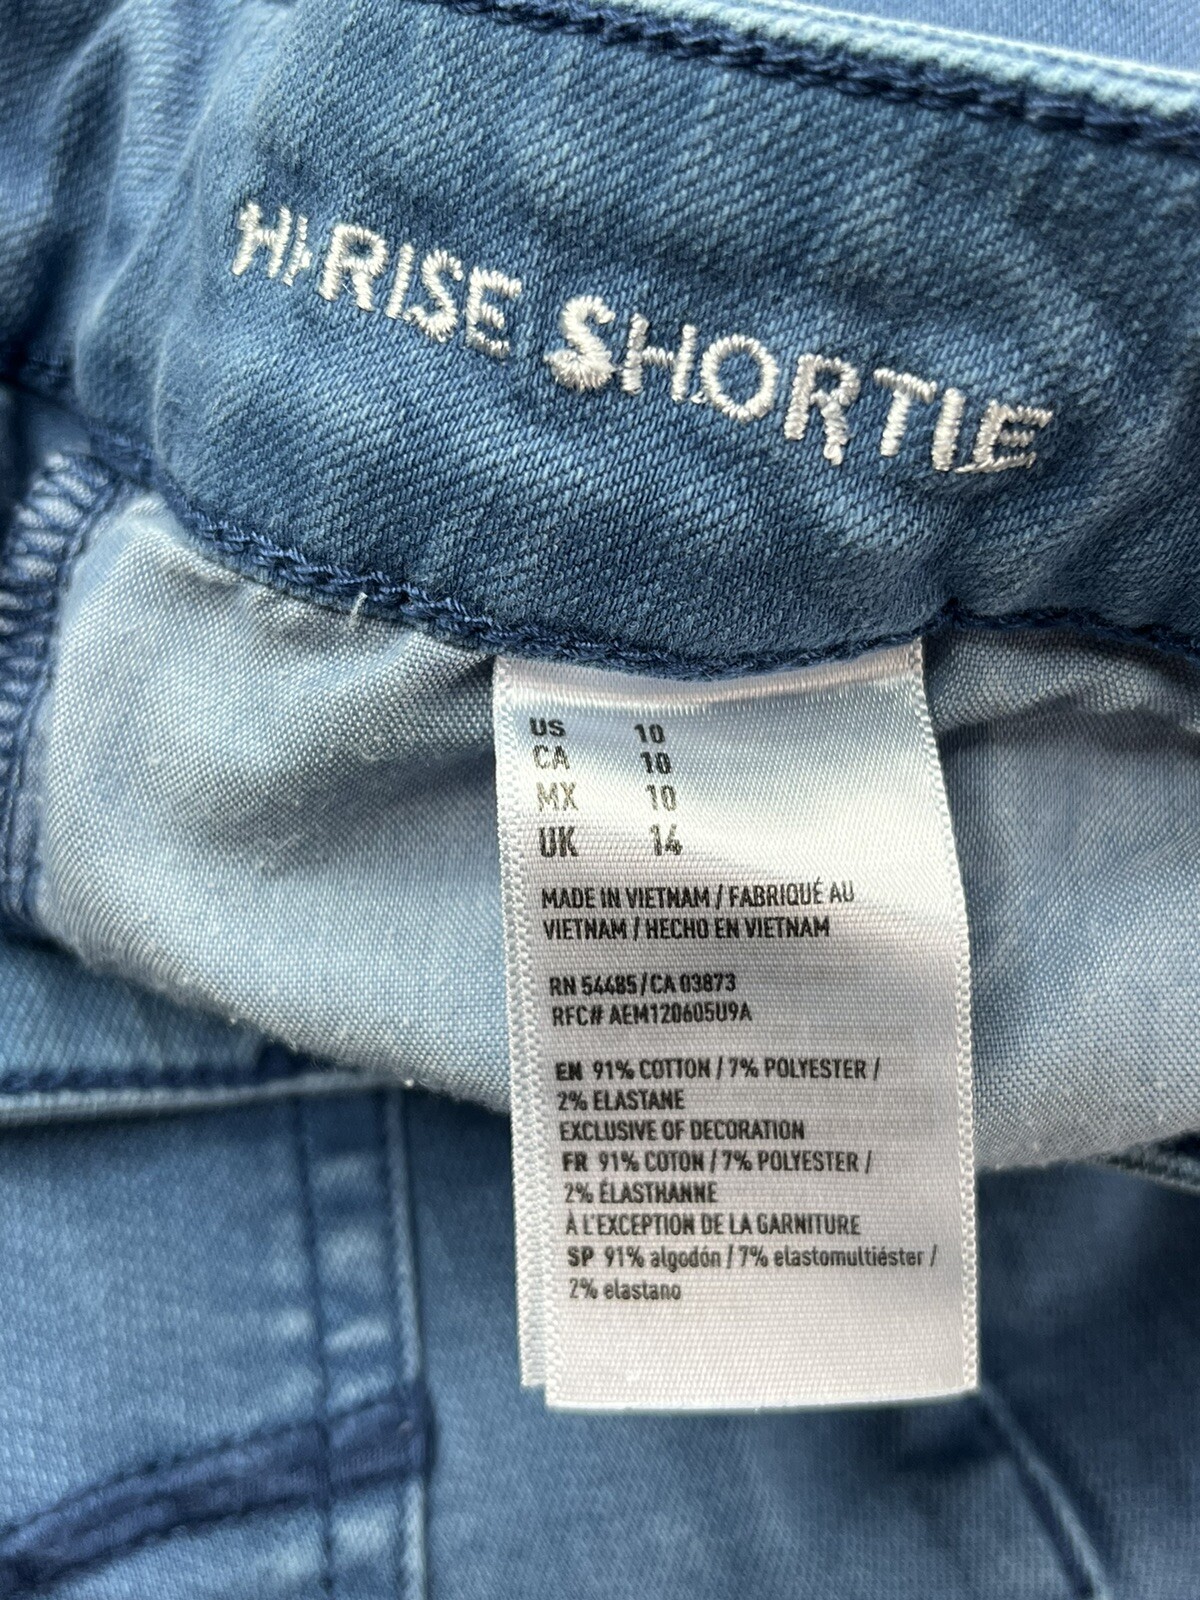 HI-RISE SHORTIE
US 10
CA 10
MX 10
UK 14
MADE IN VIETNAM / FABRIQUÉ AU
VIETNAM / HECHO EN VIETNAM
RN 54485/CA 03873
RFC# AEM120605U9A
EN 91% COTTON / 7% POLYESTER /
2% ELASTANE
EXCLUSIVE OF DECORATION
FR 91% COTON / 7% POLYESTER /
2% ÉLASTHANNE
À L'EXCEPTION DE LA GARNITURE
SP 91% algodón / 7% elastomultiéster /
2% elastano